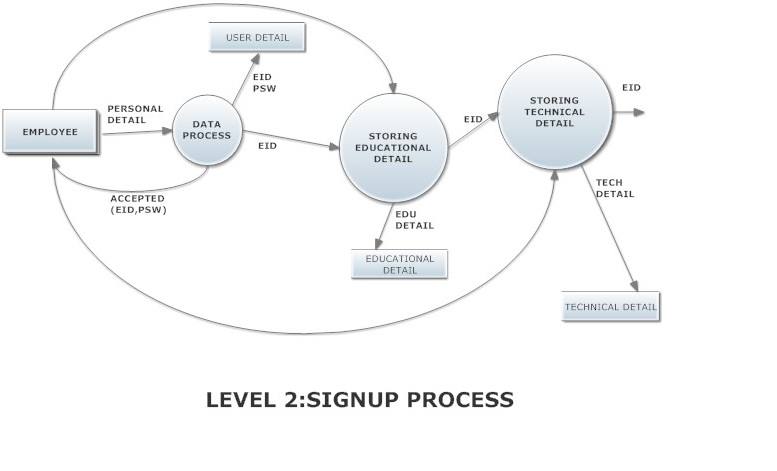 USER DETAIL
EID
PSW
PERSONAL
DETAIL
EMPLOYEE
DATA
PROCESS
EID
STORING
EDUCATIONAL
DETAIL
EID
STORING
TECHNICAL
DETAIL
EID
ACCEPTED
(EID,PSW)
EDU
DETAIL
TECH
DETAIL
EDUCATIONAL
DETAIL
TECHNICAL DETAIL
LEVEL 2:SIGNUP PROCESS